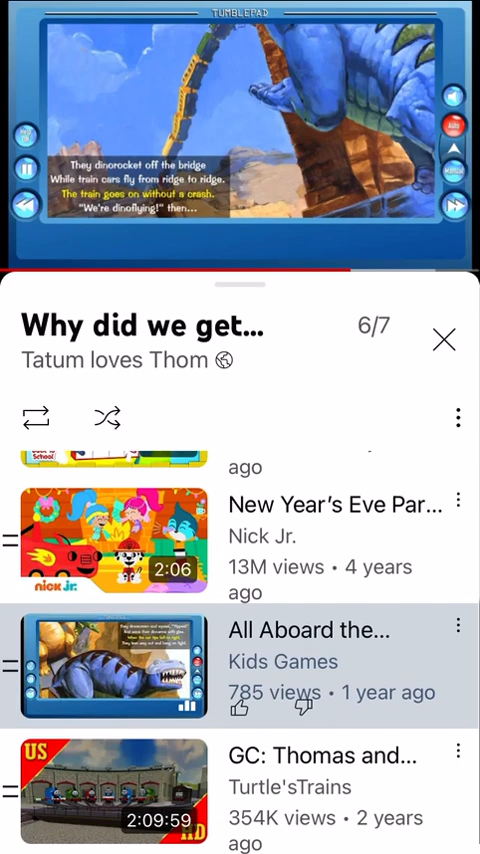 TUMBLEPAD
They dinorocket off the bridge
While train cars fly from ridge to ridge.
The train goes on without a crash.
"We're dinoflying!" then...
Auto
Manual
Why did we get...
6/7
Tatum loves Thom
School
ago
New Year's Eve Par...
Nick Jr.
13M views • 4 years
ago
nick jr.
2:06
All Aboard the...
Kids Games
785 views • 1 year ago
US
GC: Thomas and...
Turtle'sTrains
354K views • 2 years
ago
2:09:59
HD